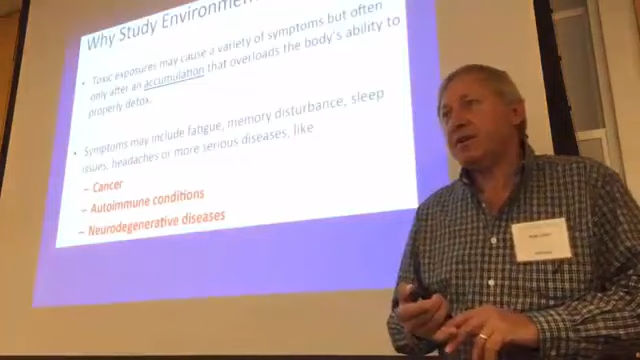 Why Study Environmen
• Toxic exposures may cause a variety of symptoms but often
only after an accumulation that overloads the body's ability to
properly detox.
• Symptoms may include fatigue, memory disturbance, sleep
issues, headaches or more serious diseases, like
– Cancer
– Autoimmune conditions
– Neurodegenerative diseases